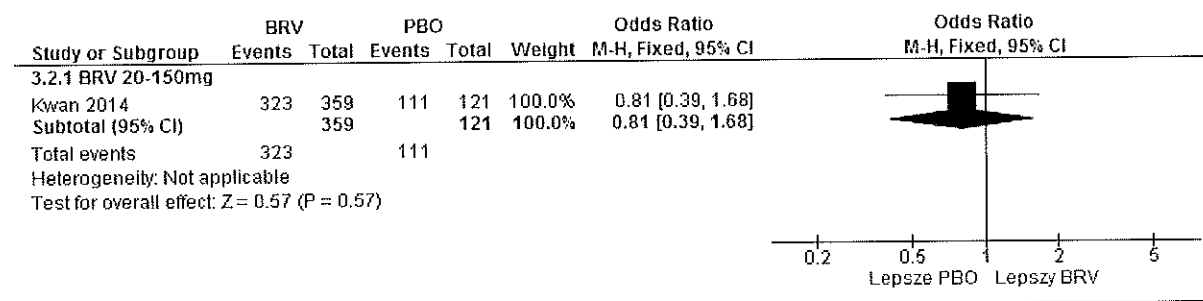 BRV PBO Odds Ratio Odds Ratio
Study or Subgroup Events Total Events Total Weight M-H, Fixed, 95% CI M-H, Fixed, 95% CI
3.2.1 BRV 20-150mg
Kwan 2014 323 359 111 121 100.0% 0.81 [0.39, 1.68]
Subtotal (95% CI) 359 121 100.0% 0.81 [0.39, 1.68]
Total events 323 111
Heterogeneity: Not applicable
Test for overall effect: Z = 0.57 (P = 0.57)
0.2 0.5 1 2 5
Lepsze PBO Lepszy BRV